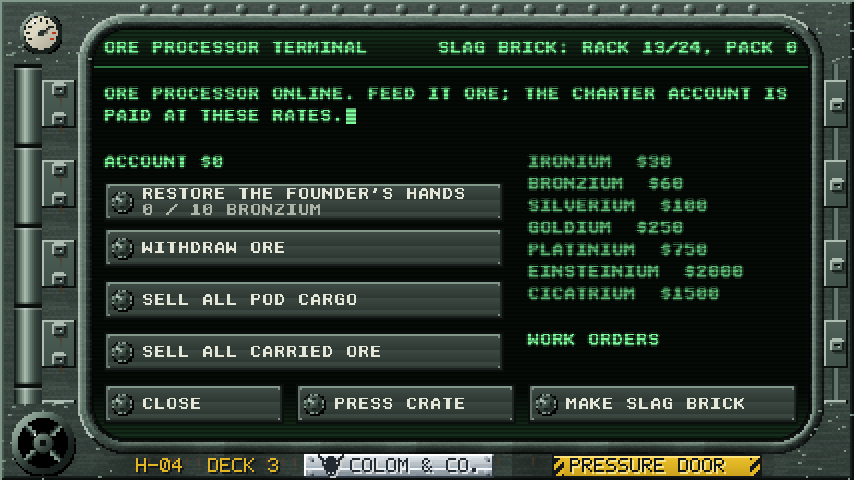 ORE PROCESSOR TERMINAL
SLAG BRICK: RACK 13/24, PACK 0
ORE PROCESSOR ONLINE. FEED IT ORE; THE CHARTER ACCOUNT IS
PAID AT THESE RATES.
ACCOUNT $0
RESTORE THE FOUNDER'S HANDS
0 / 10 BRONZIUM
WITHDRAW ORE
SELL ALL POD CARGO
SELL ALL CARRIED ORE
IRONIUM $30
BRONZIUM $60
SILVERIUM $100
GOLDIUM $250
PLATINIUM $750
EINSTEINIUM $2000
CICATRIUM $1500
WORK ORDERS
CLOSE
PRESS CRATE
MAKE SLAG BRICK
H-04 DECK 3
COLOM & CO.
PRESSURE DOOR